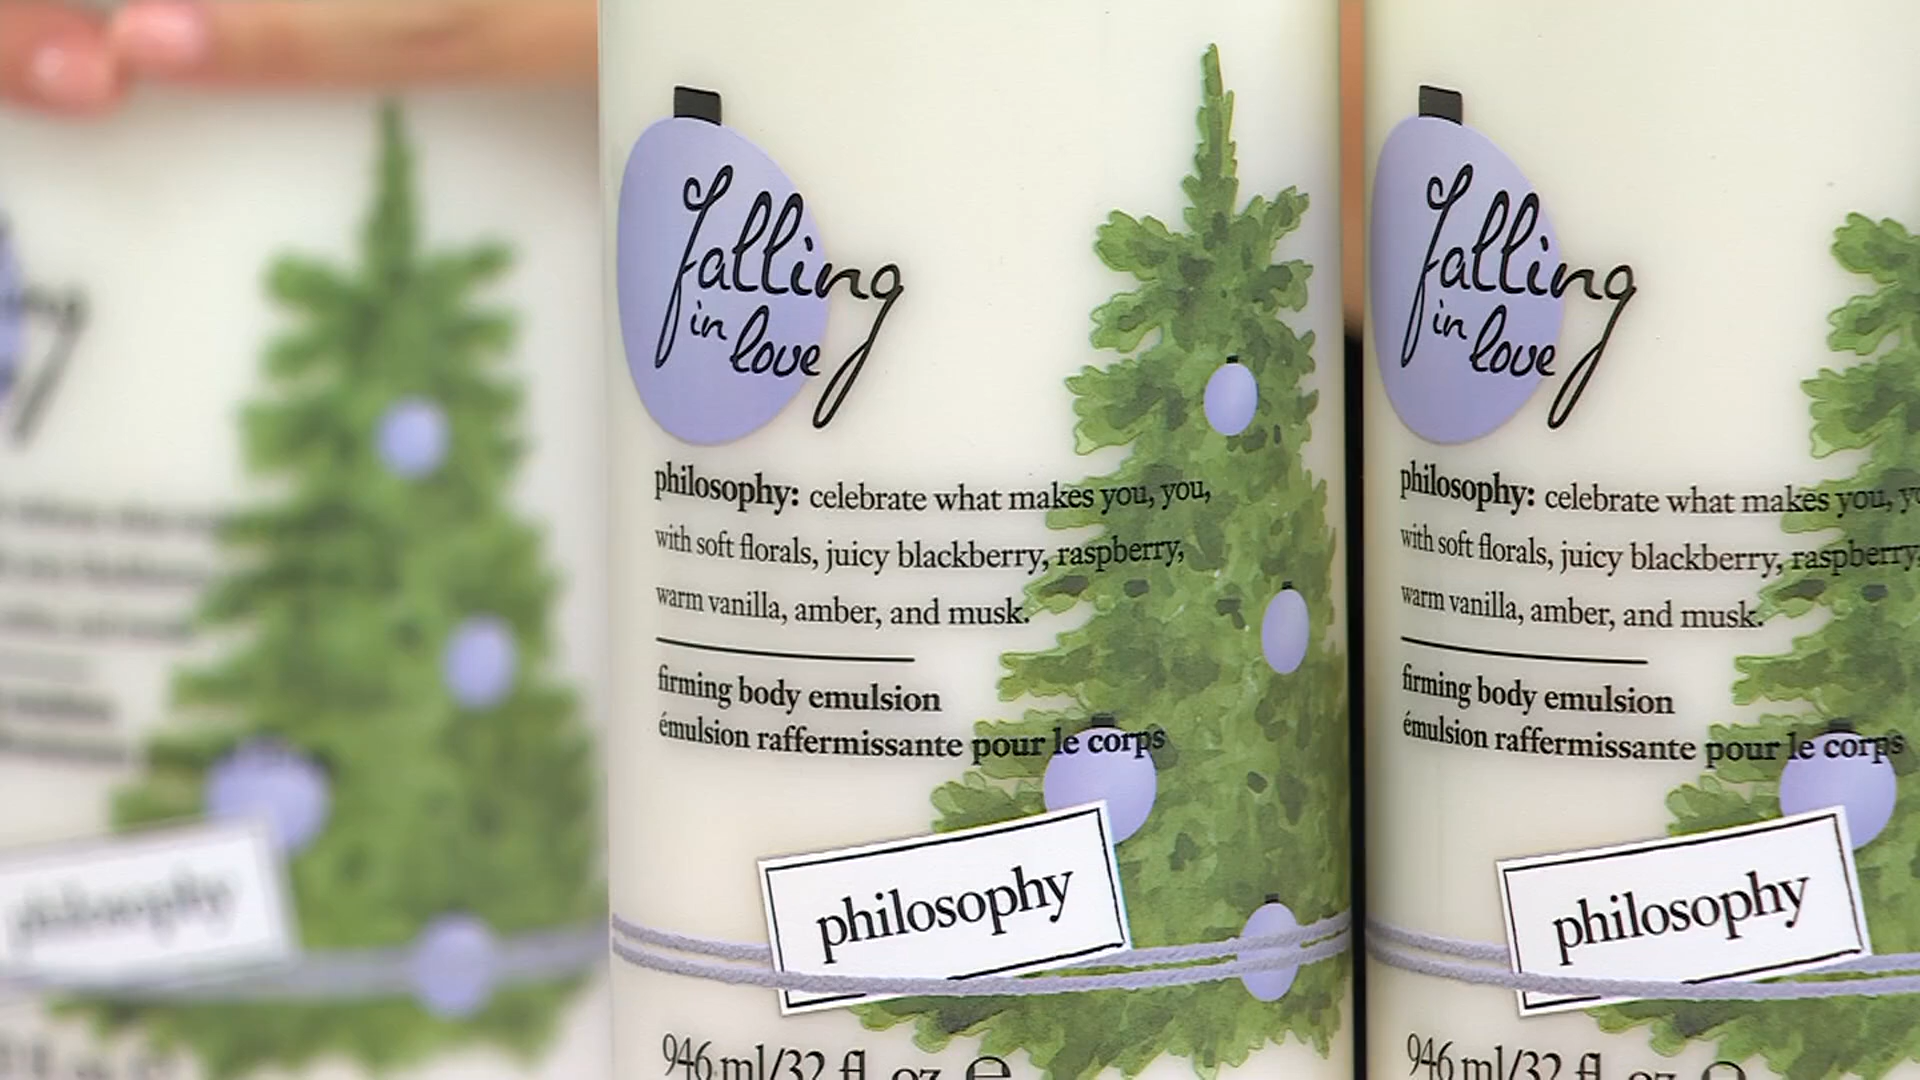 falling
in love
philosophy: celebrate what makes you, you,
with soft florals, juicy blackberry, raspberry,
warm vanilla, amber, and musk.
firming body emulsion
émulsion raffermissante pour le corps
philosophy
946 ml/32 fl. oz. e
falling
in love
philosophy: celebrate what makes you,
with soft florals, juicy blackberry, raspberry,
warm vanilla, amber, and musk.
firming body emulsion
émulsion raffermissante pour le corps
philosophy
946 ml/32 fl. oz.
philosophy